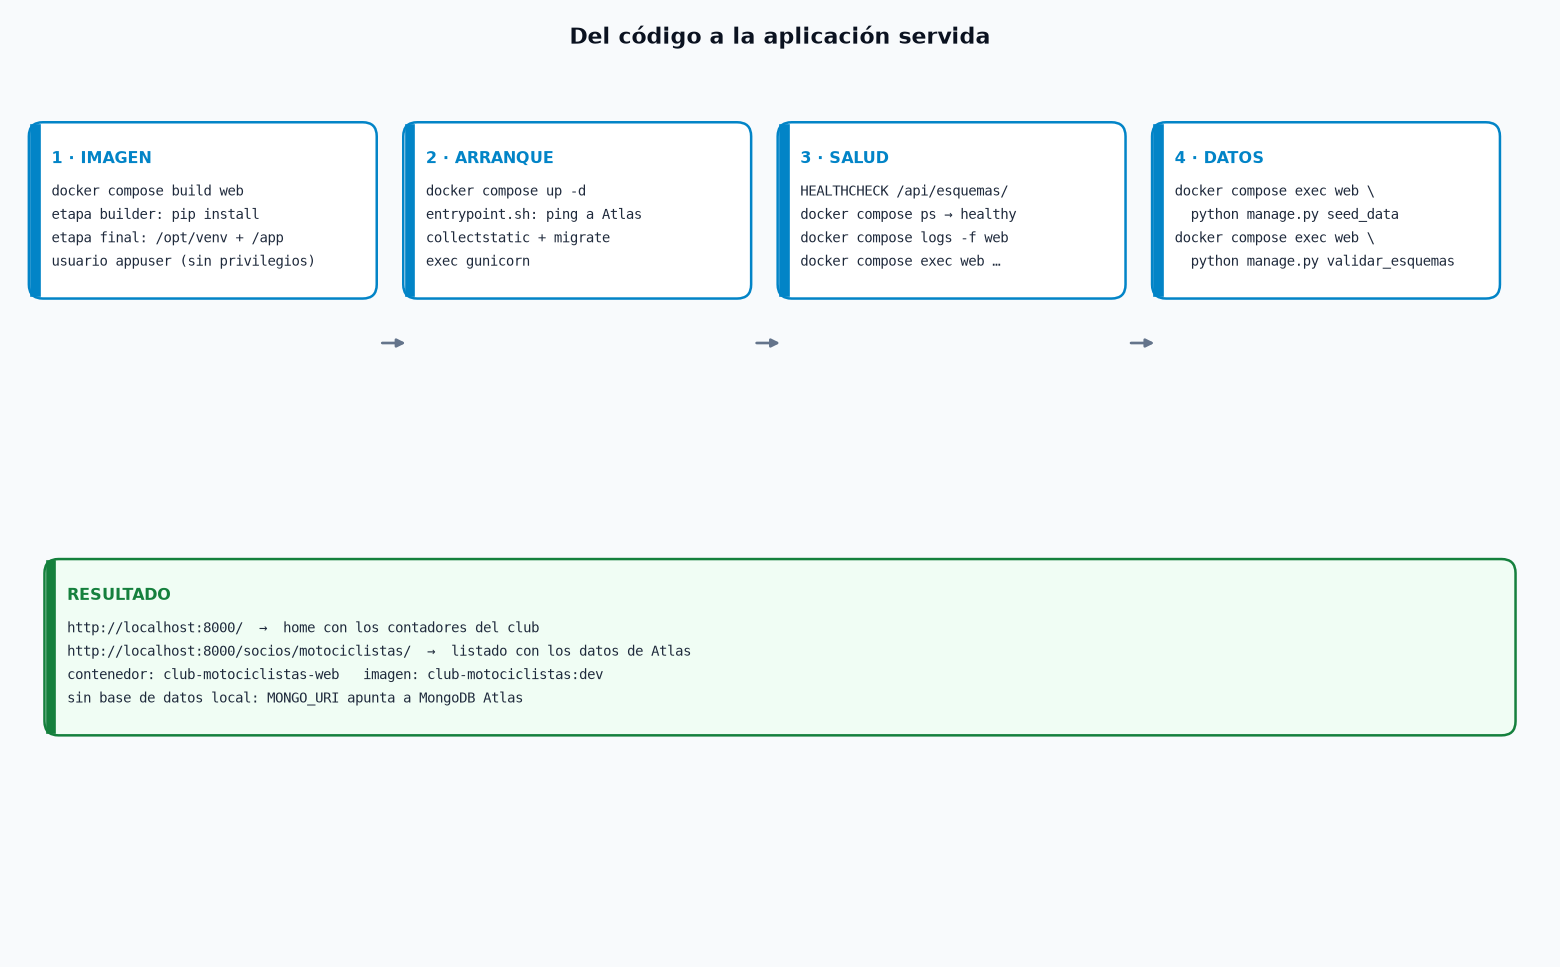 Del código a la aplicación servida
1 · IMAGEN
docker compose build web
etapa builder: pip install
etapa final: /opt/venv + /app
usuario appuser (sin privilegios)
2 · ARRANQUE
docker compose up -d
entrypoint.sh: ping a Atlas
collectstatic + migrate
exec gunicorn
3 · SALUD
HEALTHCHECK /api/esquemas/
docker compose ps → healthy
docker compose logs -f web
docker compose exec web …
4 · DATOS
docker compose exec web \
  python manage.py seed_data
docker compose exec web \
  python manage.py validar_esquemas
RESULTADO
http://localhost:8000/  →  home con los contadores del club
http://localhost:8000/socios/motociclistas/  →  listado con los datos de Atlas
contenedor: club-motociclistas-web   imagen: club-motociclistas:dev
sin base de datos local: MONGO_URI apunta a MongoDB Atlas